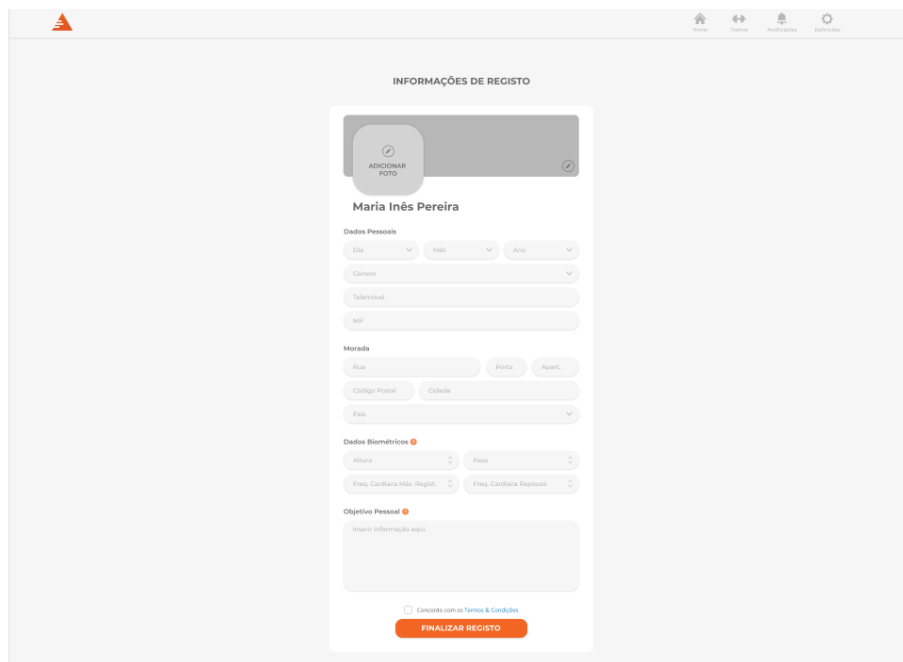 Home Treinos Notificações Definições
INFORMAÇÕES DE REGISTO
ADICIONAR
FOTO
Maria Inês Pereira
Dados Pessoais
Dia Mês Ano
Género
Telemóvel
NIF
Morada
Rua Porta Apart.
Código Postal Cidade
País
Dados Biométricos
Altura Peso
Freq. Cardíaca Máx. Regist. Freq. Cardíaca Repouso
Objetivo Pessoal
Inserir informação aqui.
Concordo com os Termos & Condições
FINALIZAR REGISTO